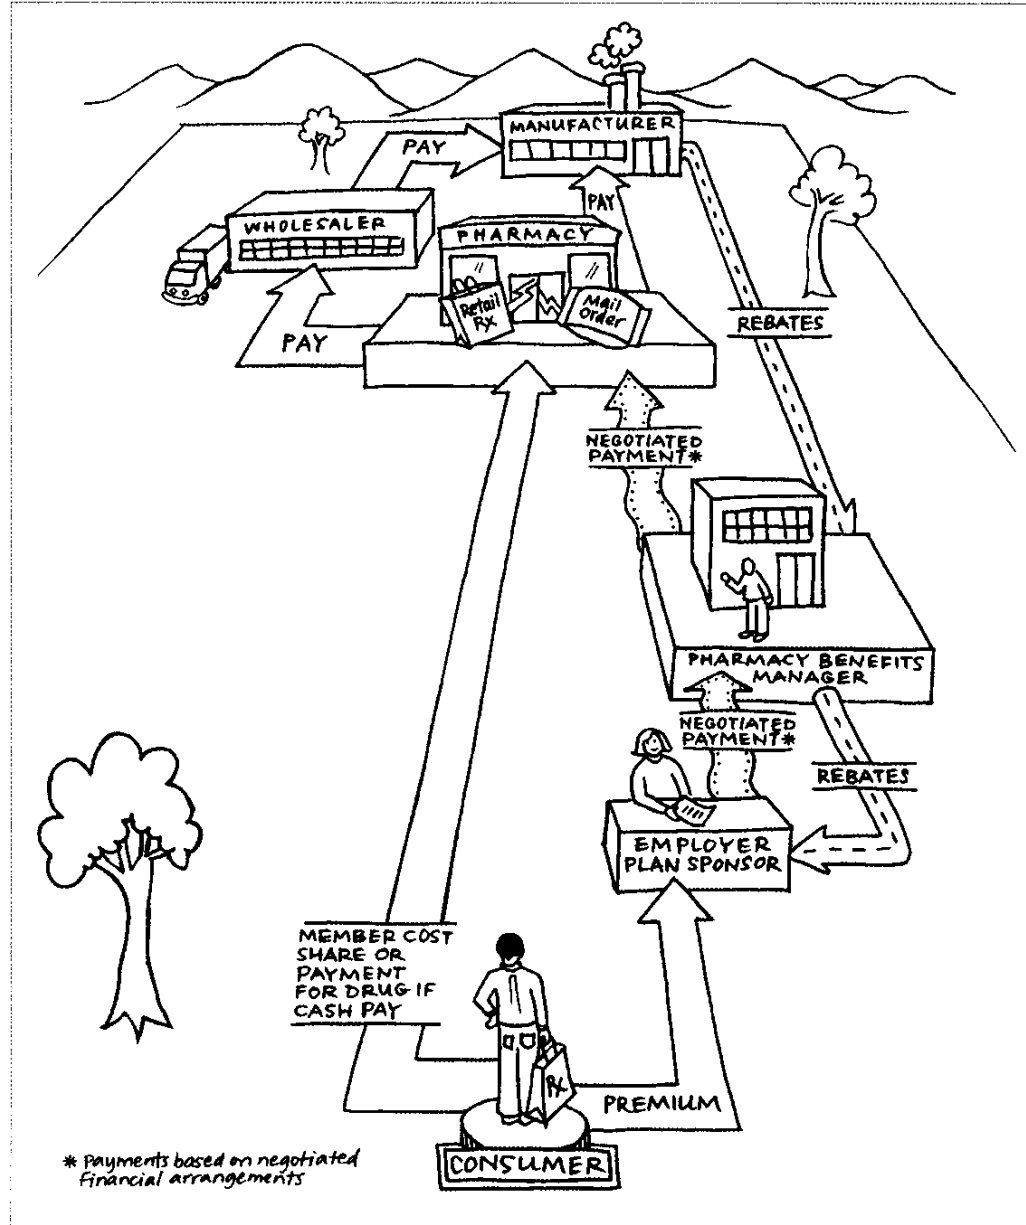 MANUFACTURER
PAY
PAY
WHOLESALER
PHARMACY
Retail
Rx
Mail
Order
REBATES
PAY
NEGOTIATED
PAYMENT*
PHARMACY BENEFITS
MANAGER
NEGOTIATED
PAYMENT*
REBATES
EMPLOYER
PLAN SPONSOR
MEMBER COST
SHARE OR
PAYMENT
FOR DRUG IF
CASH PAY
Rx
PREMIUM
CONSUMER
* Payments based on negotiated
Financial arrangements